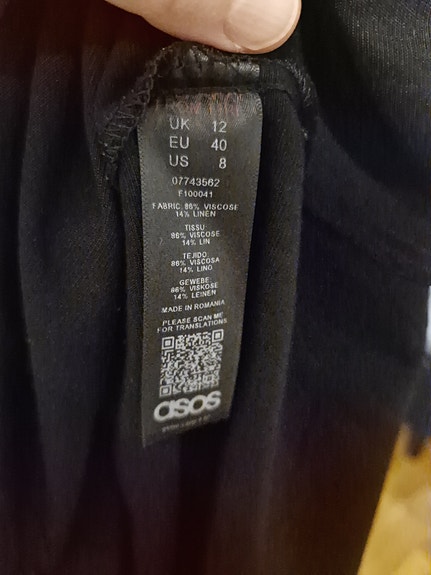 UK 12
EU 40
US 8
07743562
F100041
FABRIC: 86% VISCOSE
14% LINEN
TISSU:
86% VISCOSE
14% LIN
TEJIDO:
86% VISCOSA
14% LINO
GEWEBE:
86% VISKOSE
14% LEINEN
MADE IN ROMANIA
PLEASE SCAN ME
FOR TRANSLATIONS
asos